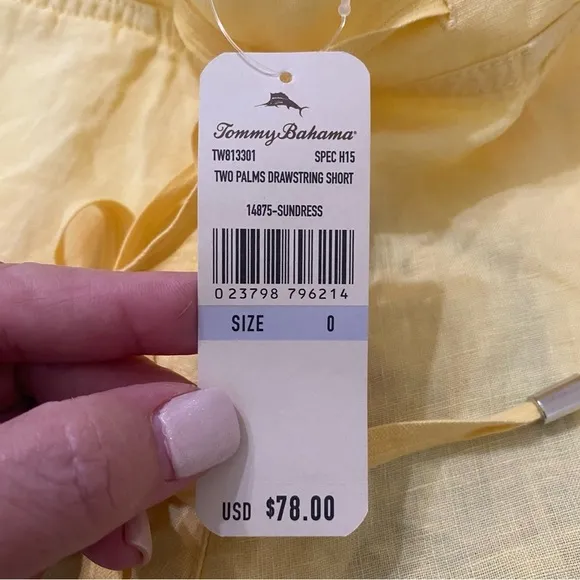 Tommy Bahama®
TW813301 SPEC H15
TWO PALMS DRAWSTRING SHORT
14875-SUNDRESS
0 23798 796214
SIZE 0
USD $78.00